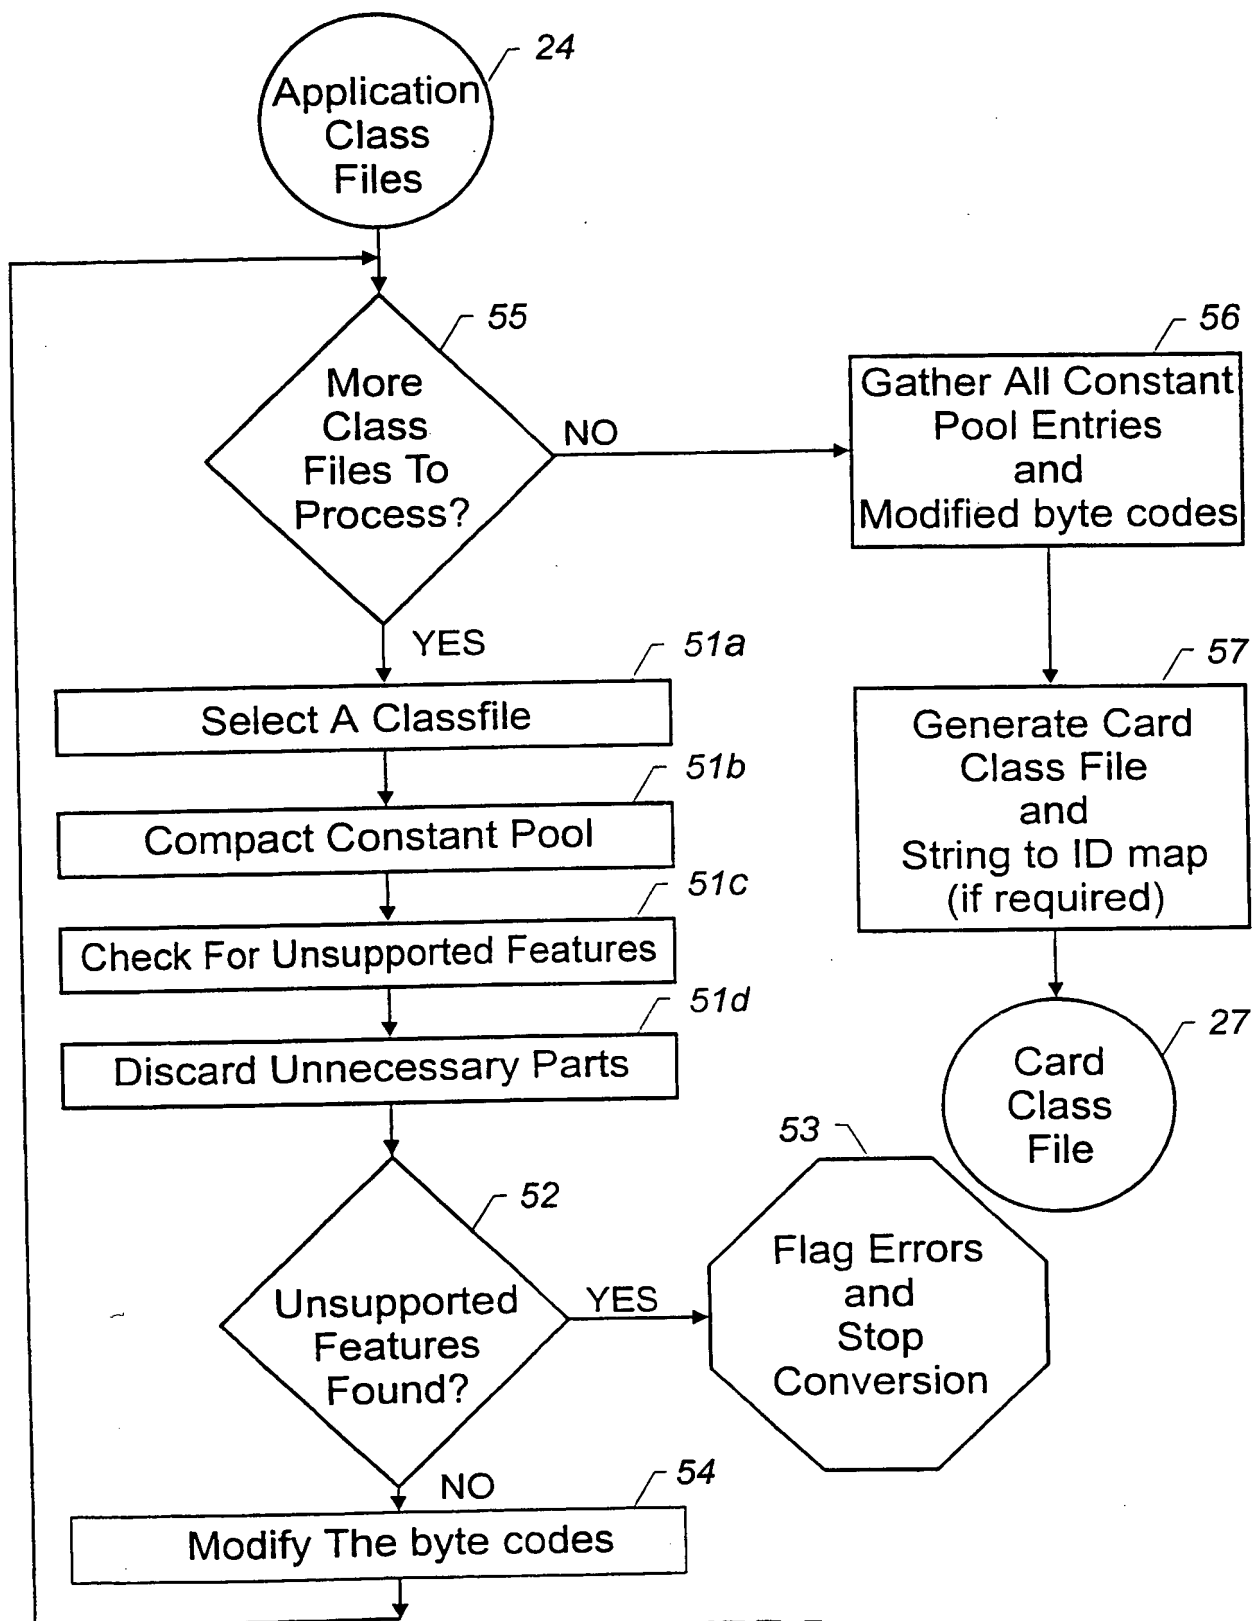 24
Application
Class
Files
55
More
Class
Files To
Process?
NO
56
Gather All Constant
Pool Entries
and
Modified byte codes
YES
51a
Select A Classfile
57
Generate Card
Class File
and
String to ID map
(if required)
51b
Compact Constant Pool
51c
Check For Unsupported Features
51d
Discard Unnecessary Parts
27
Card
Class
File
52
Unsupported
Features
Found?
YES
53
Flag Errors
and
Stop
Conversion
NO
54
Modify The byte codes